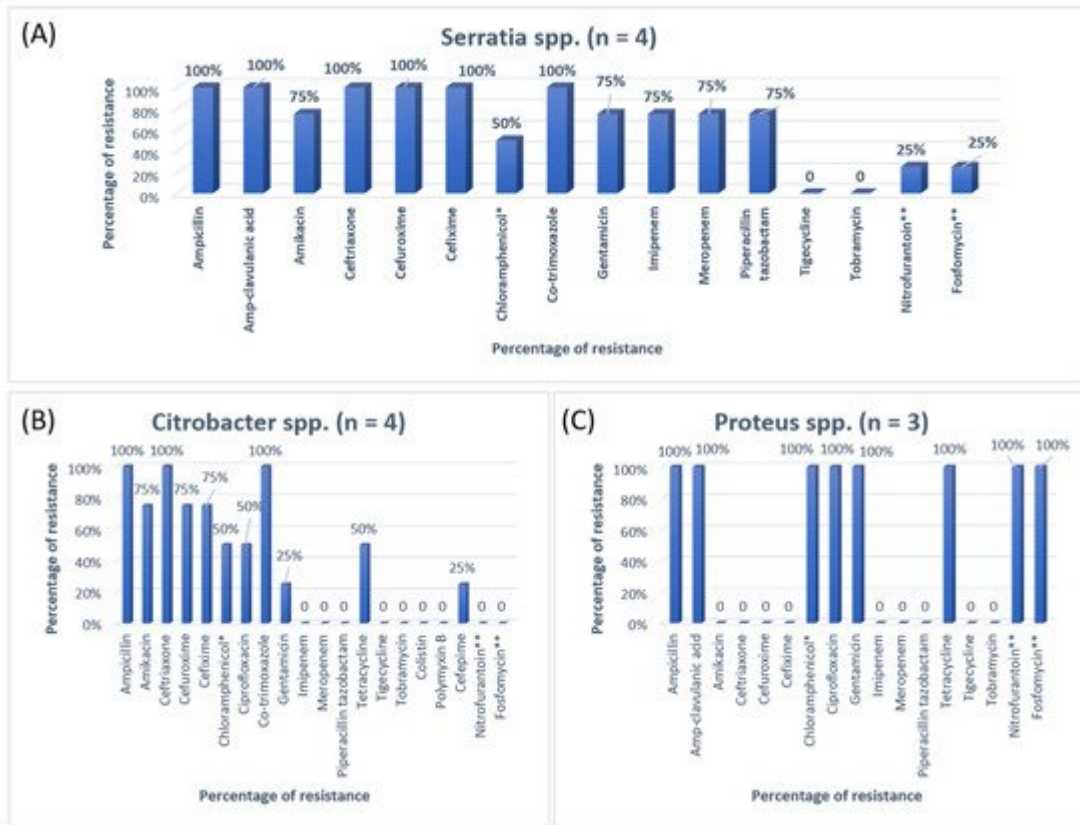 (A)
Serratia spp. (n = 4)
Percentage of resistance
100%
80%
60%
40%
20%
0%
100% 100% 75% 100% 100% 100% 50% 100% 75% 75% 75% 75% 0 0 25% 25%
Ampicillin
Amp-clavulanic acid
Amikacin
Ceftriaxone
Cefuroxime
Cefixime
Chloramphenicol*
Co-trimoxazole
Gentamicin
Imipenem
Meropenem
Piperacillin
tazobactam
Tigecycline
Tobramycin
Nitrofurantoin**
Fosfomycin**
Percentage of resistance
(B)
Citrobacter spp. (n = 4)
Percentage of resistance
100%
80%
60%
40%
20%
0%
100% 75% 100% 75% 75% 50% 50% 100% 25% 0 0 0 50% 0 0 0 0 25% 0 0
Ampicillin
Amikacin
Ceftriaxone
Cefuroxime
Cefixime
Chloramphenicol*
Ciprofloxacin
Co-trimoxazole
Gentamicin
Imipenem
Meropenem
Piperacillin tazobactam
Tetracycline
Tigecycline
Tobramycin
Colistin
Polymyxin B
Cefepime
Nitrofurantoin**
Fosfomycin**
Percentage of resistance
(C)
Proteus spp. (n = 3)
Percentage of resistance
100%
80%
60%
40%
20%
0%
100% 100% 0 0 0 0 100% 100% 100% 0 0 0 100% 0 0 100% 100%
Ampicillin
Amp-clavulanic acid
Amikacin
Ceftriaxone
Cefuroxime
Cefixime
Chloramphenicol*
Ciprofloxacin
Gentamicin
Imipenem
Meropenem
Piperacillin tazobactam
Tetracycline
Tigecycline
Tobramycin
Nitrofurantoin**
Fosfomycin**
Percentage of resistance